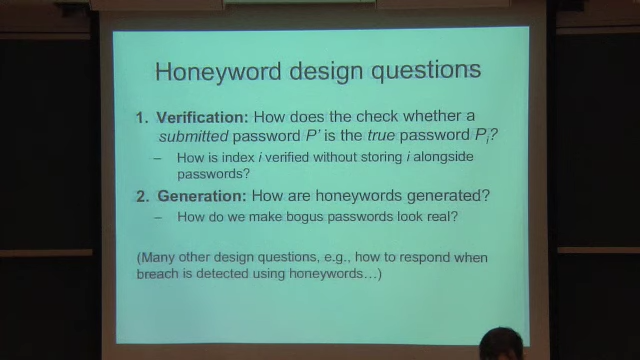 Honeyword design questions
1. Verification: How does the check whether a
submitted password P' is the true password Pi?
– How is index i verified without storing i alongside
passwords?
2. Generation: How are honeywords generated?
– How do we make bogus passwords look real?
(Many other design questions, e.g., how to respond when
breach is detected using honeywords…)